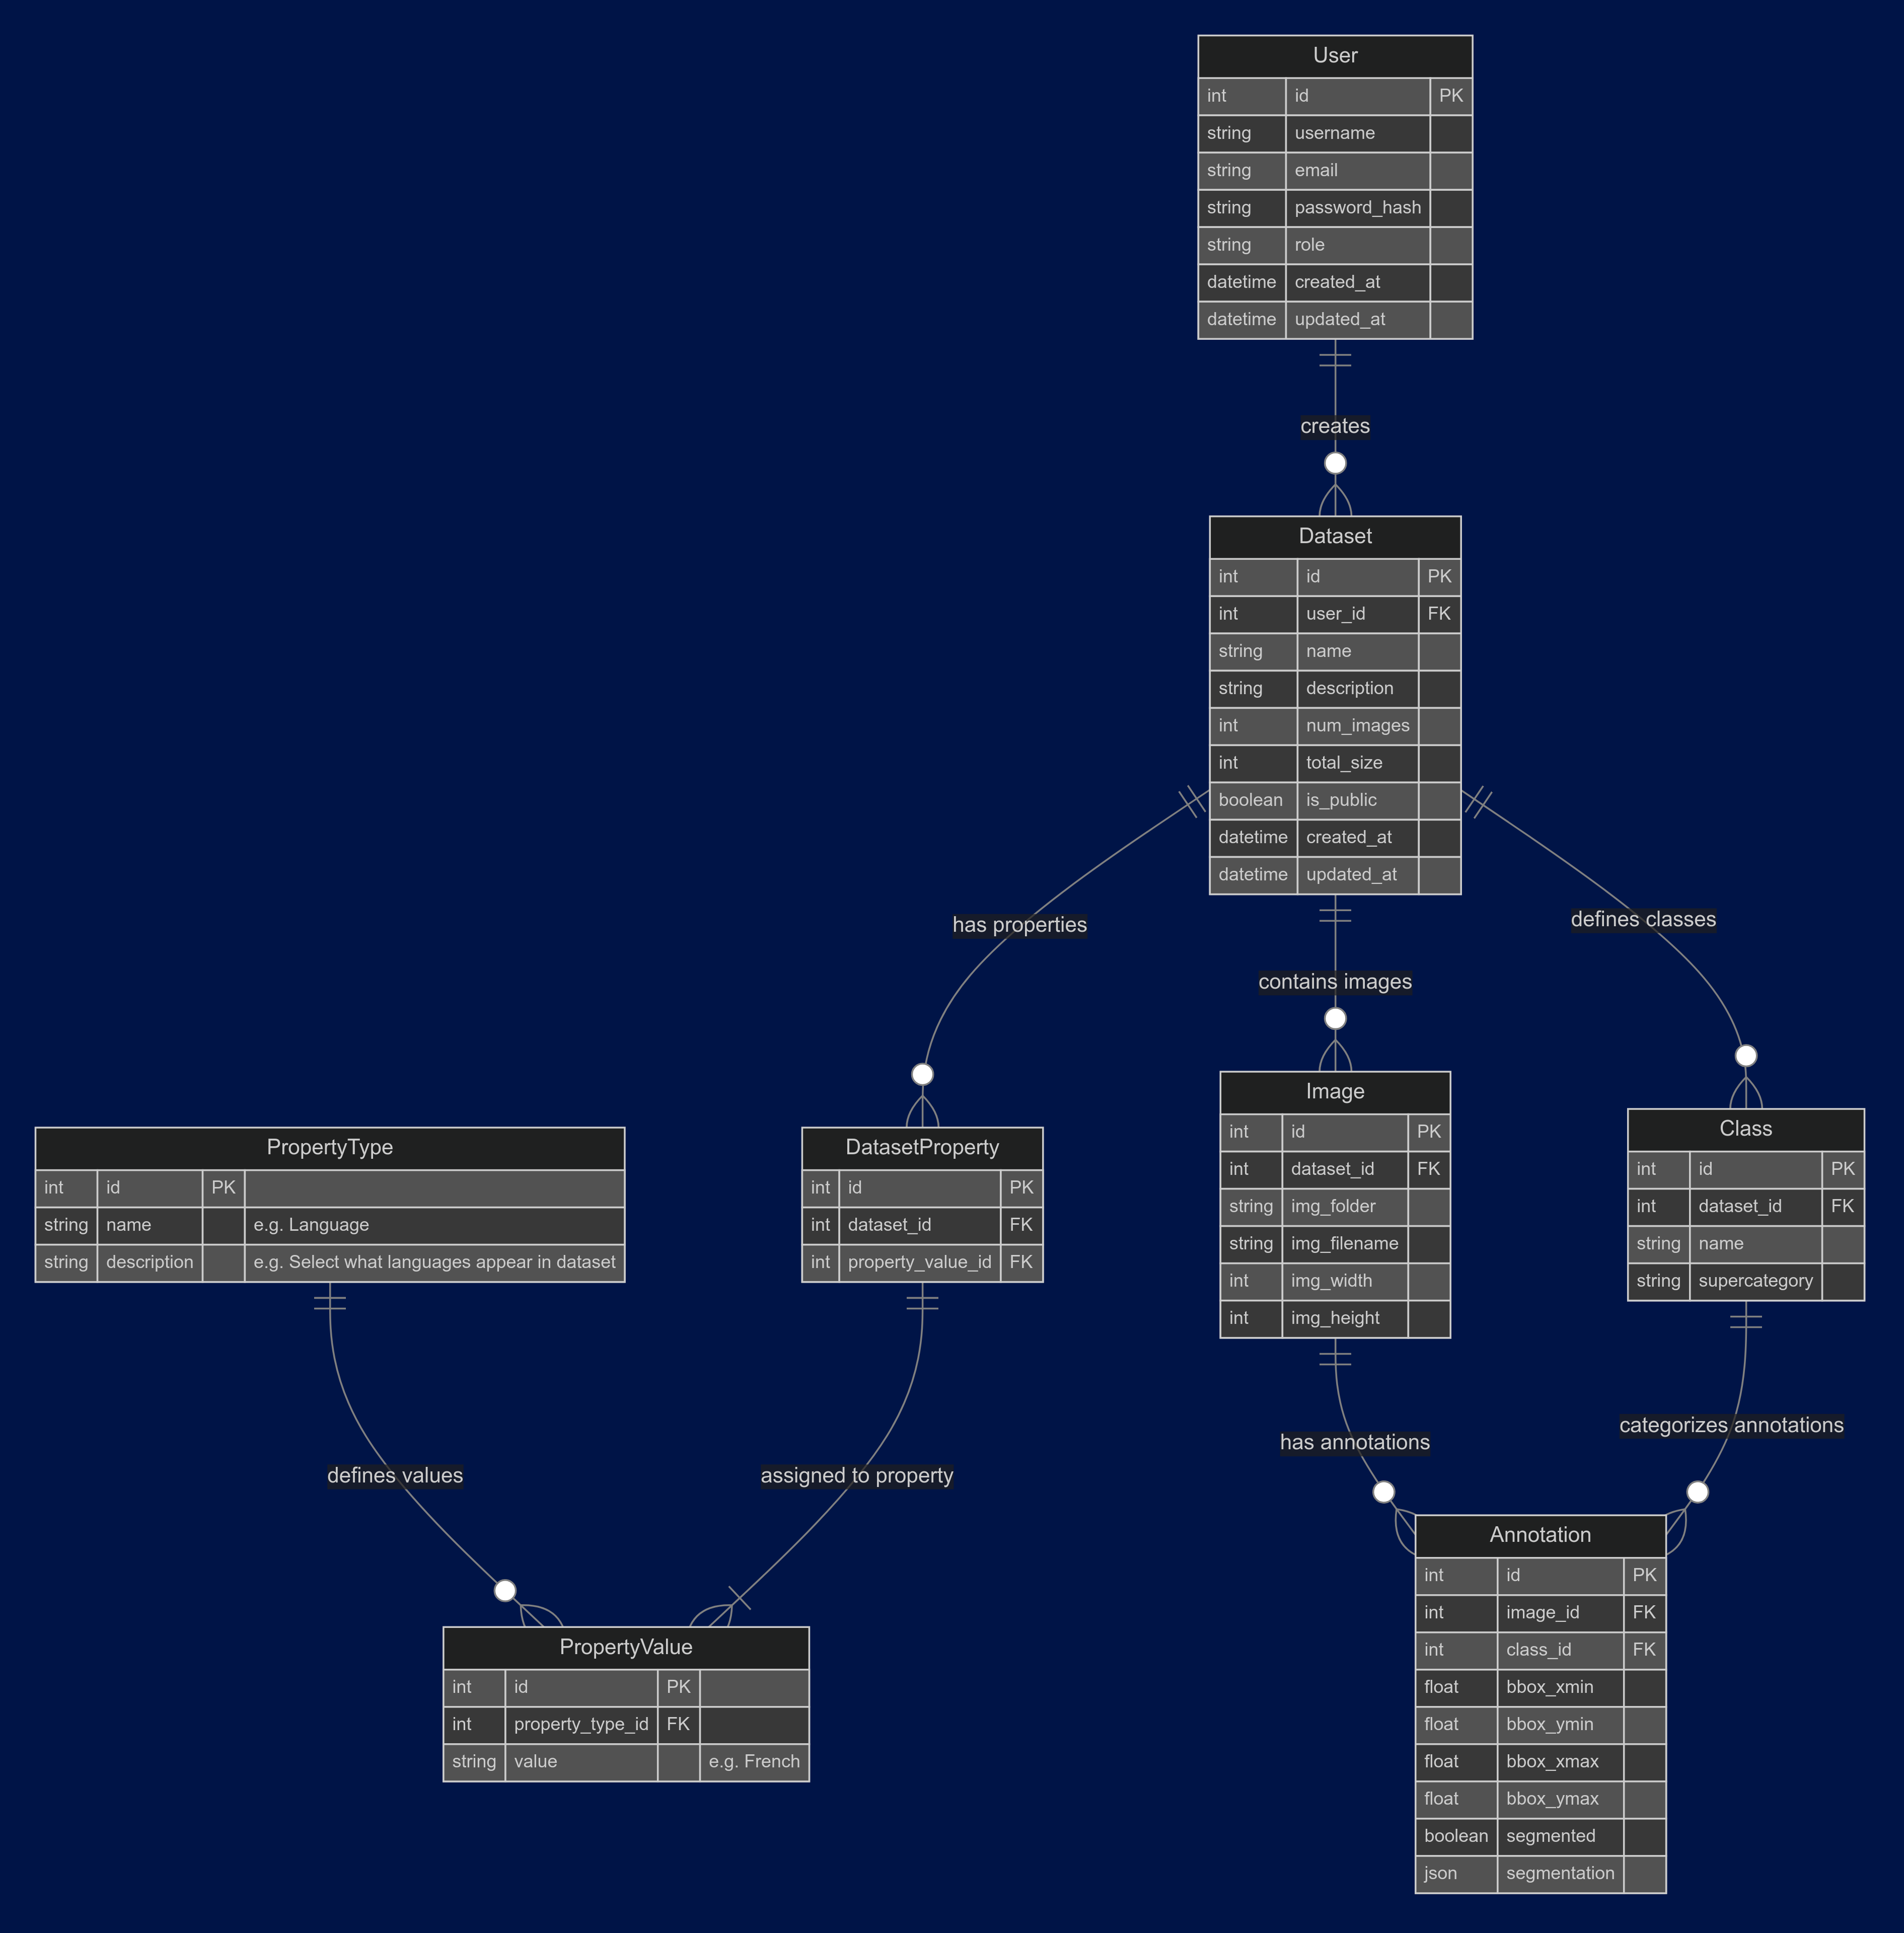 User
int id PK
string username
string email
string password_hash
string role
datetime created_at
datetime updated_at
creates
Dataset
int id PK
int user_id FK
string name
string description
int num_images
int total_size
boolean is_public
datetime created_at
datetime updated_at
has properties
contains images
defines classes
PropertyType
int id PK
string name e.g. Language
string description e.g. Select what languages appear in dataset
DatasetProperty
int id PK
int dataset_id FK
int property_value_id FK
Image
int id PK
int dataset_id FK
string img_folder
string img_filename
int img_width
int img_height
Class
int id PK
int dataset_id FK
string name
string supercategory
defines values
assigned to property
has annotations
categorizes annotations
PropertyValue
int id PK
int property_type_id FK
string value e.g. French
Annotation
int id PK
int image_id FK
int class_id FK
float bbox_xmin
float bbox_ymin
float bbox_xmax
float bbox_ymax
boolean segmented
json segmentation